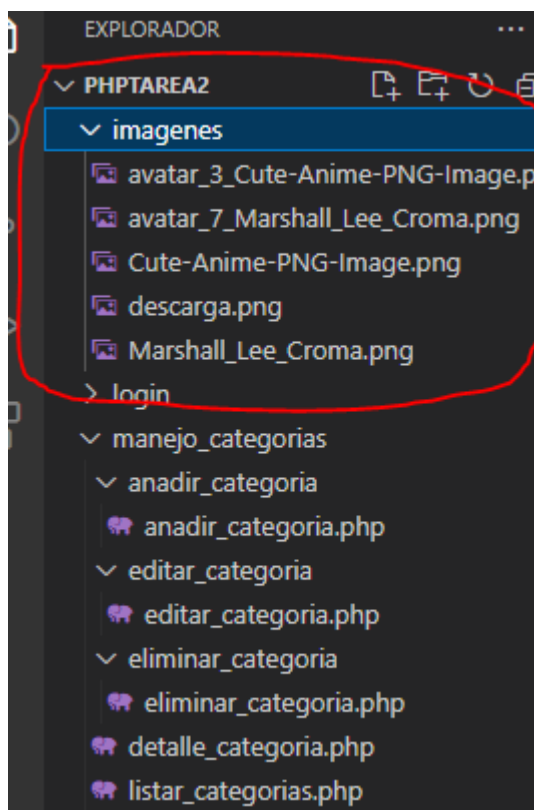 EXPLORADOR
PHPTAREA2
imagenes
avatar_3_Cute-Anime-PNG-Image.p
avatar_7_Marshall_Lee_Croma.png
Cute-Anime-PNG-Image.png
descarga.png
Marshall_Lee_Croma.png
login
manejo_categorias
anadir_categoria
anadir_categoria.php
editar_categoria
editar_categoria.php
eliminar_categoria
eliminar_categoria.php
detalle_categoria.php
listar_categorias.php